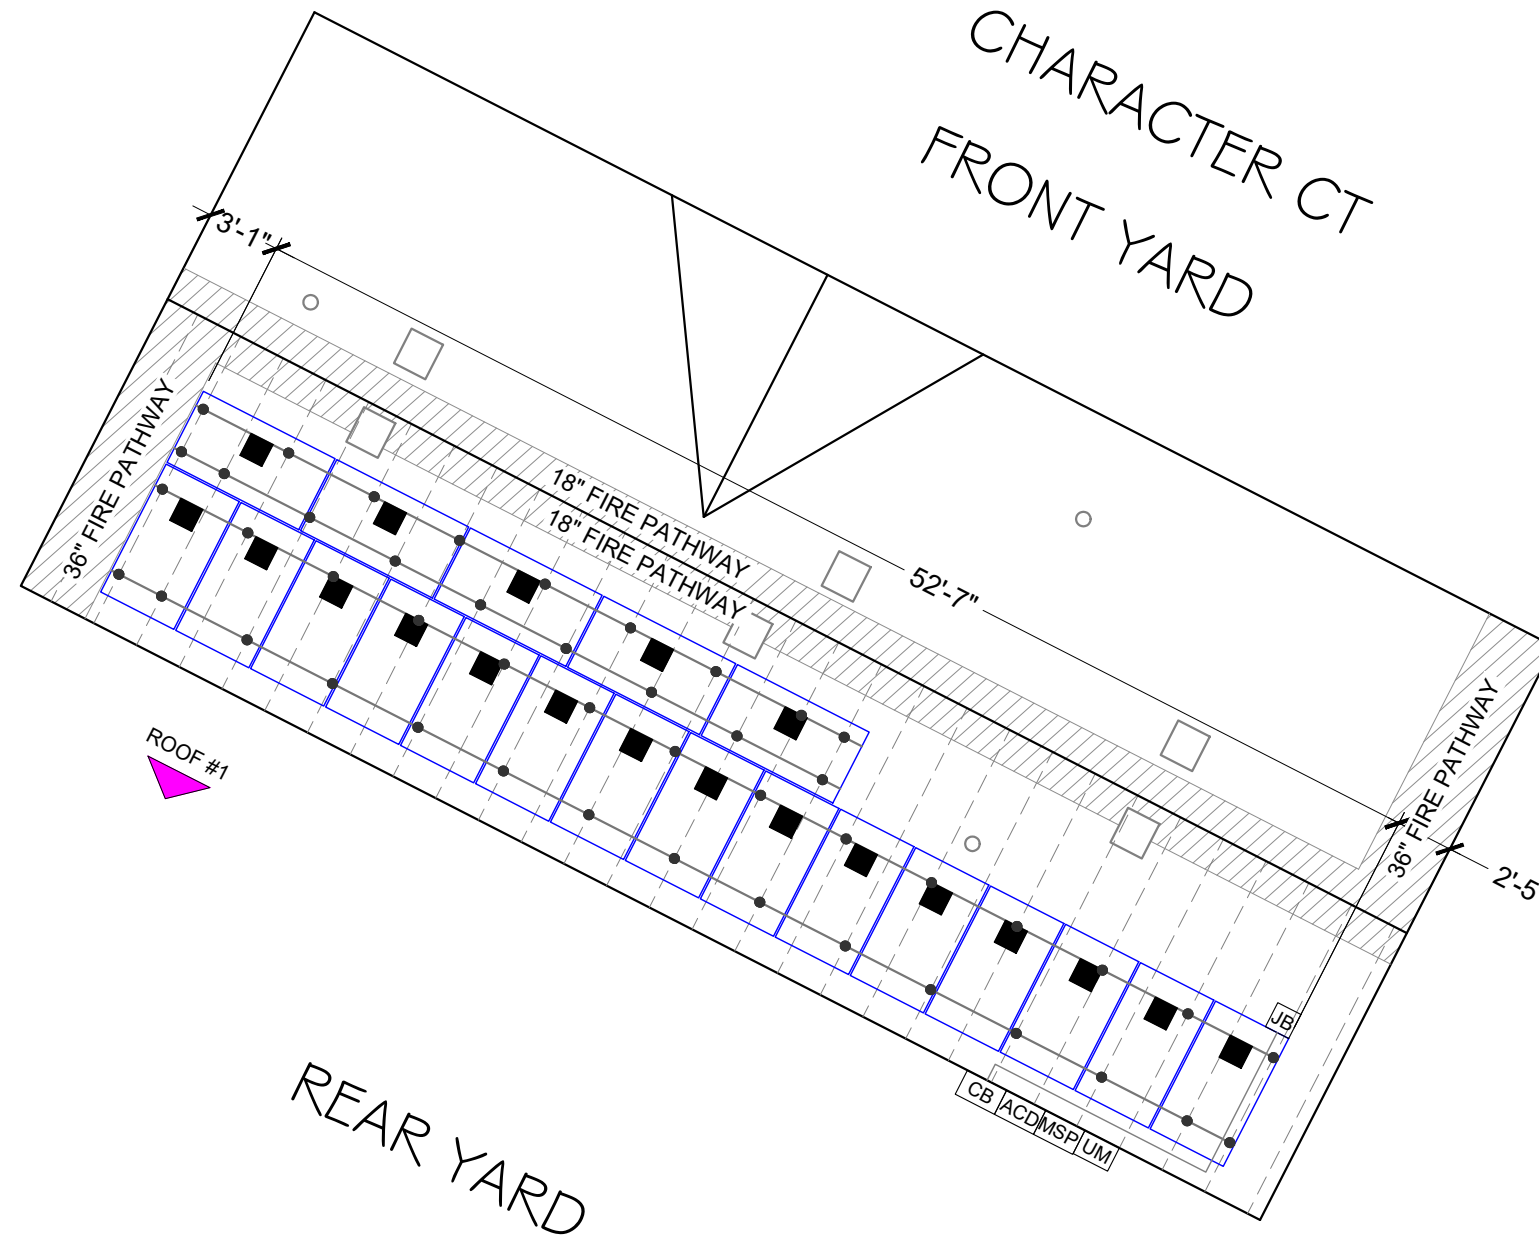 CHARACTER CT
FRONT YARD
3'-1"
36" FIRE PATHWAY
18" FIRE PATHWAY
18" FIRE PATHWAY
52'-7"
36" FIRE PATHWAY
2'-5
ROOF #1
JB
CB
ACD
MSP
UM
REAR YARD